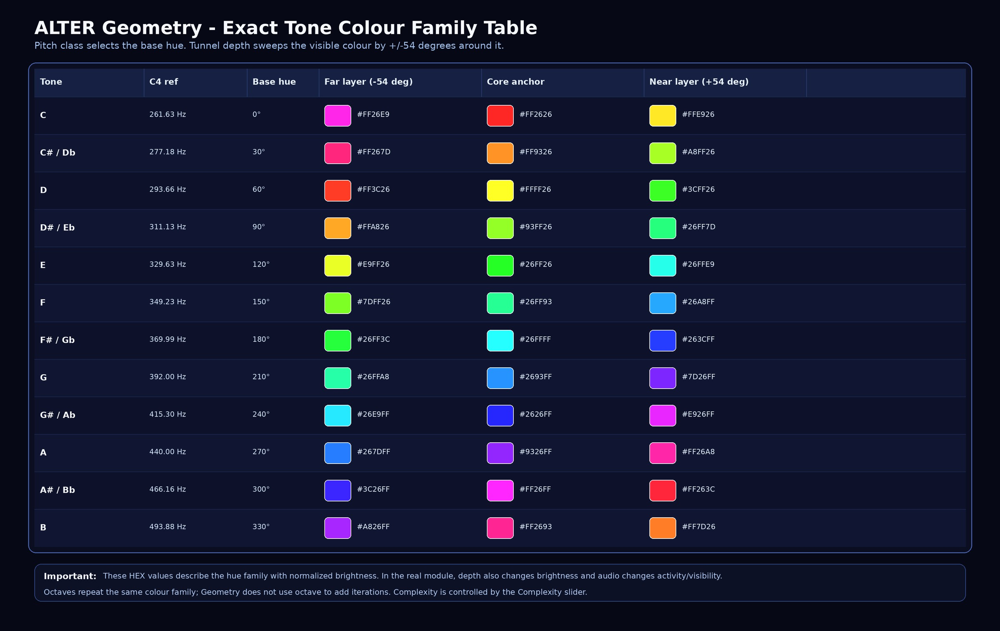 ALTER Geometry - Exact Tone Colour Family Table
Pitch class selects the base hue. Tunnel depth sweeps the visible colour by +/-54 degrees around it.
Tone C4 ref Base hue Far layer (-54 deg) Core anchor Near layer (+54 deg)
C 261.63 Hz 0° #FF26E9 #FF2626 #FFE926
C# / Db 277.18 Hz 30° #FF267D #FF9326 #A8FF26
D 293.66 Hz 60° #FF3C26 #FFFF26 #3CFF26
D# / Eb 311.13 Hz 90° #FFA826 #93FF26 #26FF7D
E 329.63 Hz 120° #E9FF26 #26FF26 #26FFE9
F 349.23 Hz 150° #7DFF26 #26FF93 #26A8FF
F# / Gb 369.99 Hz 180° #26FF3C #26FFFF #263CFF
G 392.00 Hz 210° #26FFA8 #2693FF #7D26FF
G# / Ab 415.30 Hz 240° #26E9FF #2626FF #E926FF
A 440.00 Hz 270° #267DFF #9326FF #FF26A8
A# / Bb 466.16 Hz 300° #3C26FF #FF26FF #FF263C
B 493.88 Hz 330° #A826FF #FF2693 #FF7D26
Important: These HEX values describe the hue family with normalized brightness. In the real module, depth also changes brightness and audio changes activity/visibility.
Octaves repeat the same colour family; Geometry does not use octave to add iterations. Complexity is controlled by the Complexity slider.